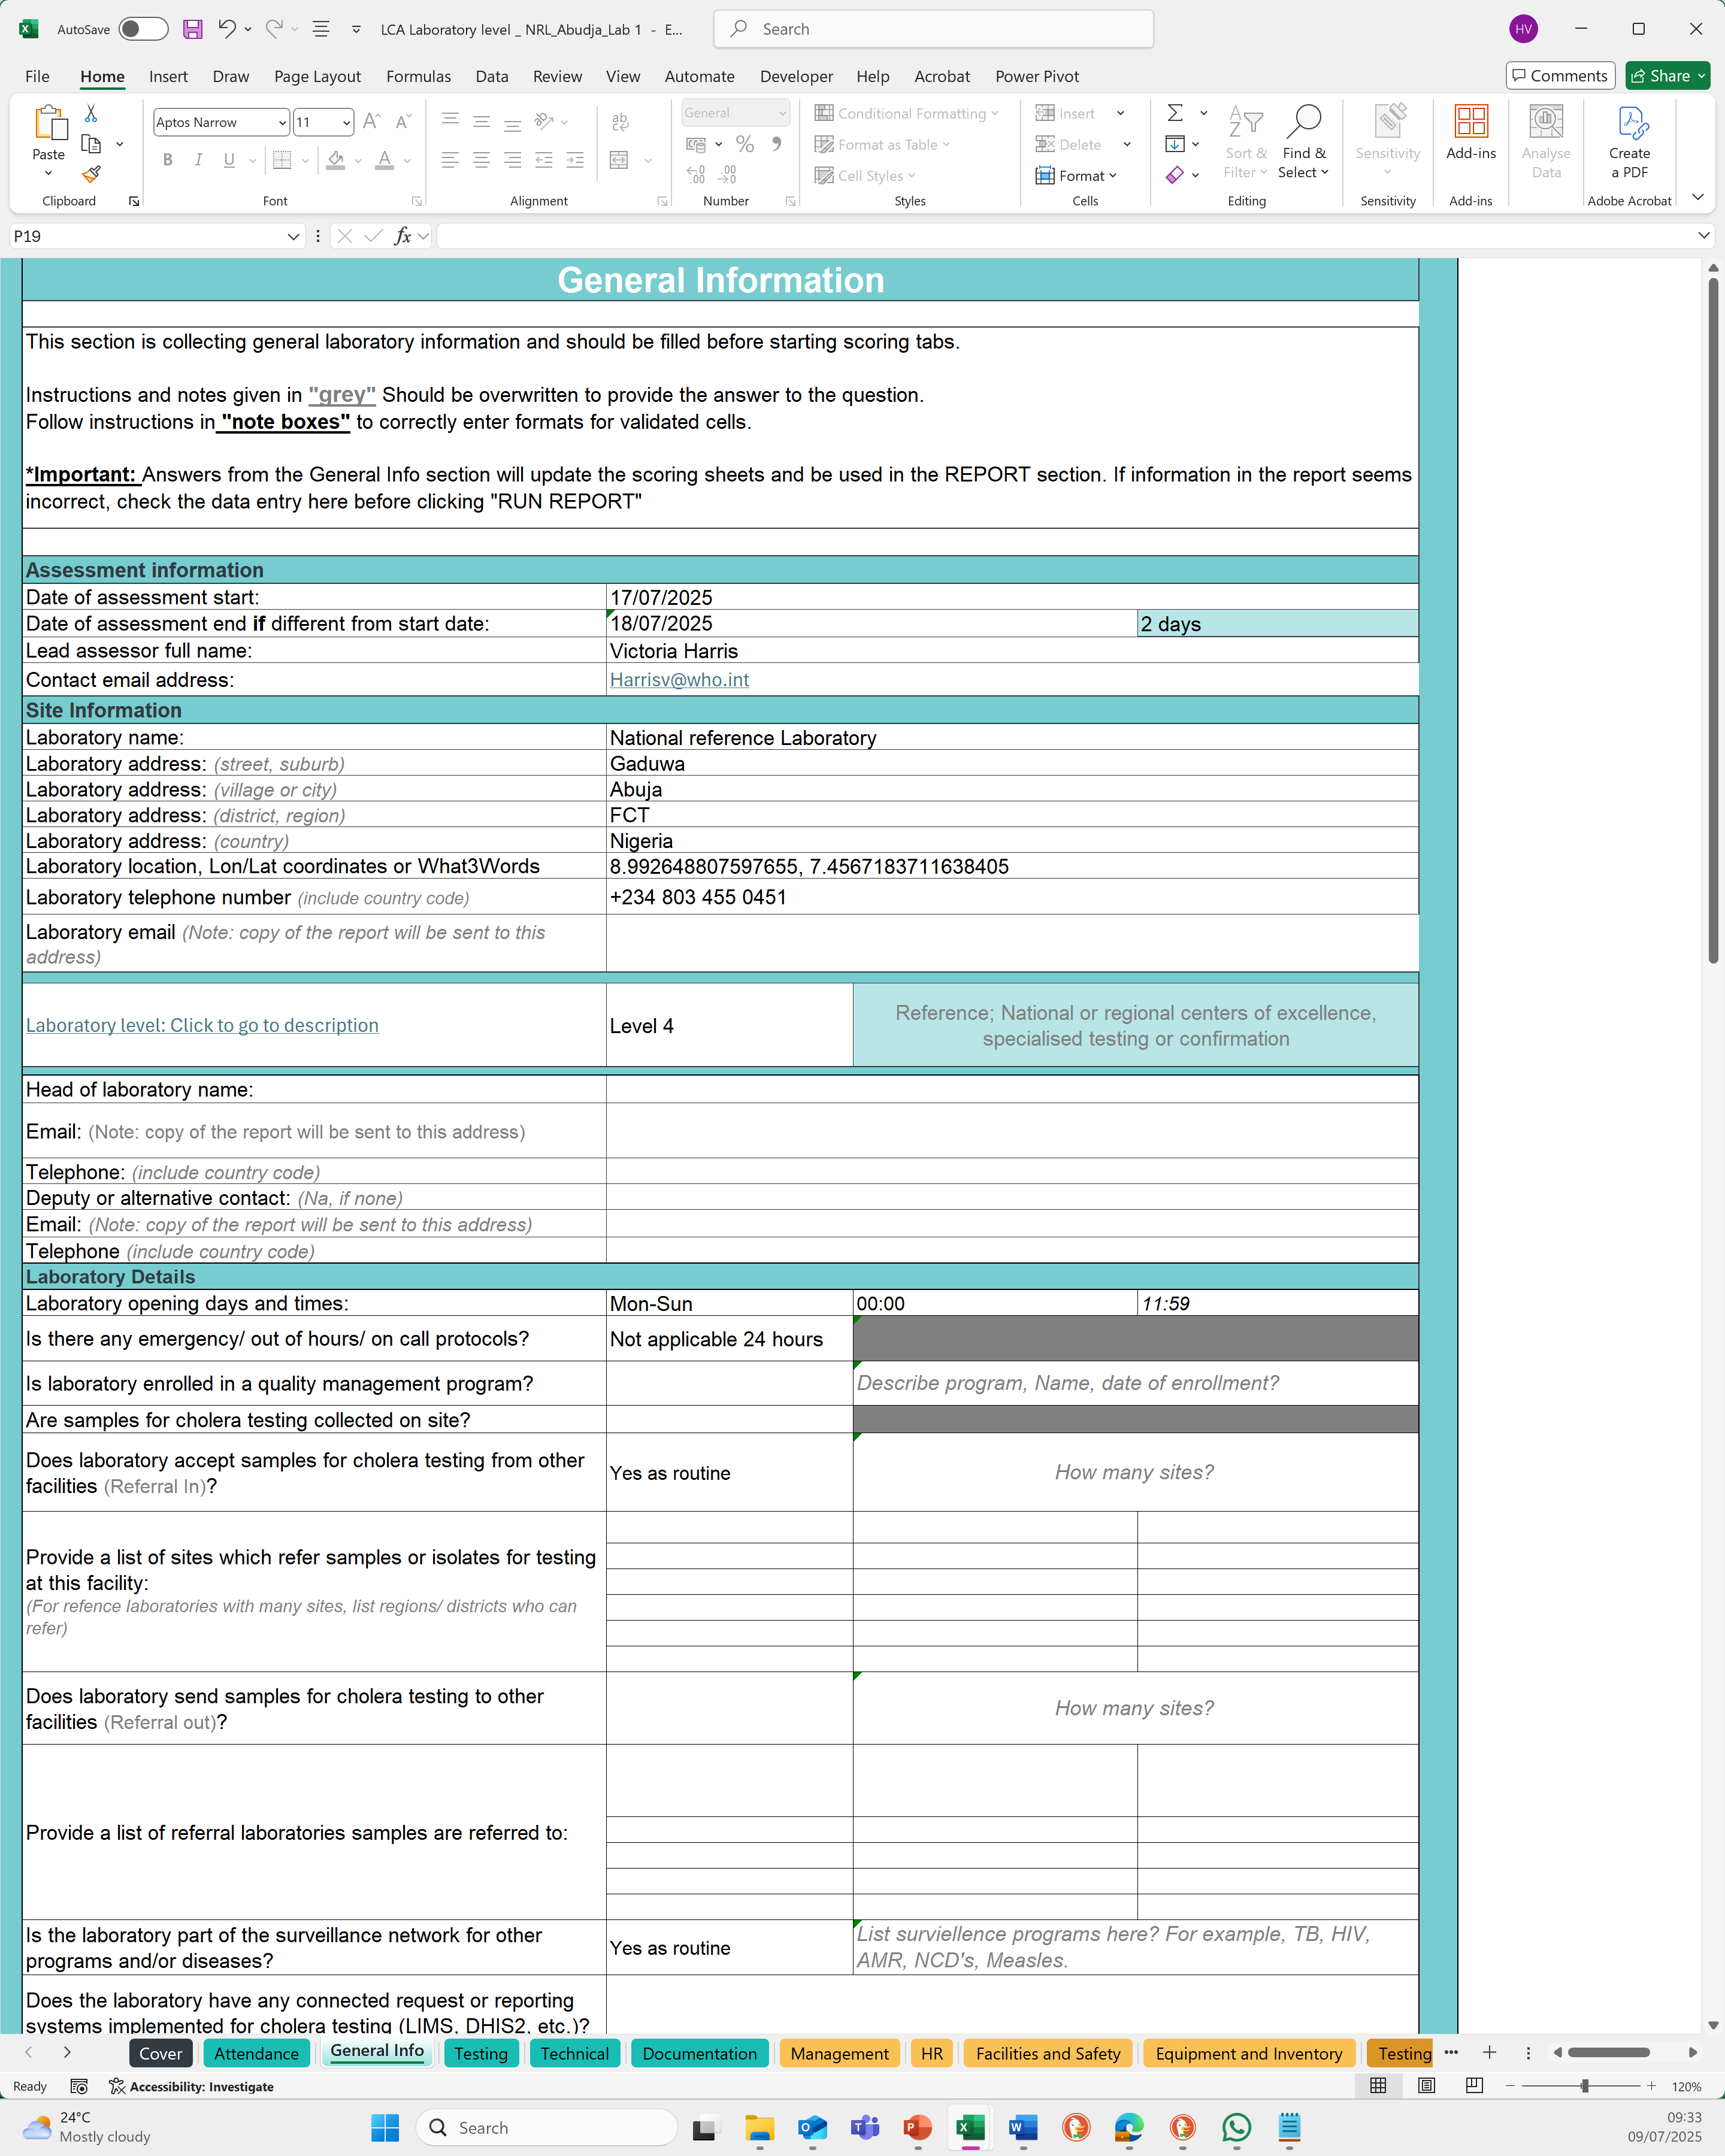 AutoSave
LCA Laboratory level _ NRL_Abudja_Lab 1 - E...
Search
HV
File Home Insert Draw Page Layout Formulas Data Review View Automate Developer Help Acrobat Power Pivot
Comments
Share
Paste
Clipboard
Aptos Narrow
11
B I U
Font
Alignment
General
Number
Conditional Formatting
Format as Table
Cell Styles
Styles
Insert
Delete
Format
Cells
Sort & Filter
Find & Select
Editing
Sensitivity
Sensitivity
Add-ins
Add-ins
Analyse Data
Create a PDF
Adobe Acrobat
P19
fx
General Information
This section is collecting general laboratory information and should be filled before starting scoring tabs.
Instructions and notes given in "grey" Should be overwritten to provide the answer to the question.
Follow instructions in "note boxes" to correctly enter formats for validated cells.
*Important: Answers from the General Info section will update the scoring sheets and be used in the REPORT section. If information in the report seems
incorrect, check the data entry here before clicking "RUN REPORT"
Assessment information
Date of assessment start: 17/07/2025
Date of assessment end if different from start date: 18/07/2025 2 days
Lead assessor full name: Victoria Harris
Contact email address: Harrisv@who.int
Site Information
Laboratory name: National reference Laboratory
Laboratory address: (street, suburb) Gaduwa
Laboratory address: (village or city) Abuja
Laboratory address: (district, region) FCT
Laboratory address: (country) Nigeria
Laboratory location, Lon/Lat coordinates or What3Words 8.992648807597655, 7.4567183711638405
Laboratory telephone number (include country code) +234 803 455 0451
Laboratory email (Note: copy of the report will be sent to this
address)
Laboratory level: Click to go to description Level 4
Reference; National or regional centers of excellence,
specialised testing or confirmation
Head of laboratory name:
Email: (Note: copy of the report will be sent to this address)
Telephone: (include country code)
Deputy or alternative contact: (Na, if none)
Email: (Note: copy of the report will be sent to this address)
Telephone (include country code)
Laboratory Details
Laboratory opening days and times: Mon-Sun 00:00 11:59
Is there any emergency/ out of hours/ on call protocols? Not applicable 24 hours
Is laboratory enrolled in a quality management program? Describe program, Name, date of enrollment?
Are samples for cholera testing collected on site?
Does laboratory accept samples for cholera testing from other
facilities (Referral In)? Yes as routine How many sites?
Provide a list of sites which refer samples or isolates for testing
at this facility:
(For refence laboratories with many sites, list regions/ districts who can
refer)
Does laboratory send samples for cholera testing to other
facilities (Referral out)? How many sites?
Provide a list of referral laboratories samples are referred to:
Is the laboratory part of the surveillance network for other
programs and/or diseases? Yes as routine
List surviellence programs here? For example, TB, HIV,
AMR, NCD's, Measles.
Does the laboratory have any connected request or reporting
systems implemented for cholera testing (LIMS, DHIS2, etc.)?
Cover Attendance General Info Testing Technical Documentation Management HR Facilities and Safety Equipment and Inventory Testing
Ready
Accessibility: Investigate
120%
24°C
Mostly cloudy
Search
09:33
09/07/2025